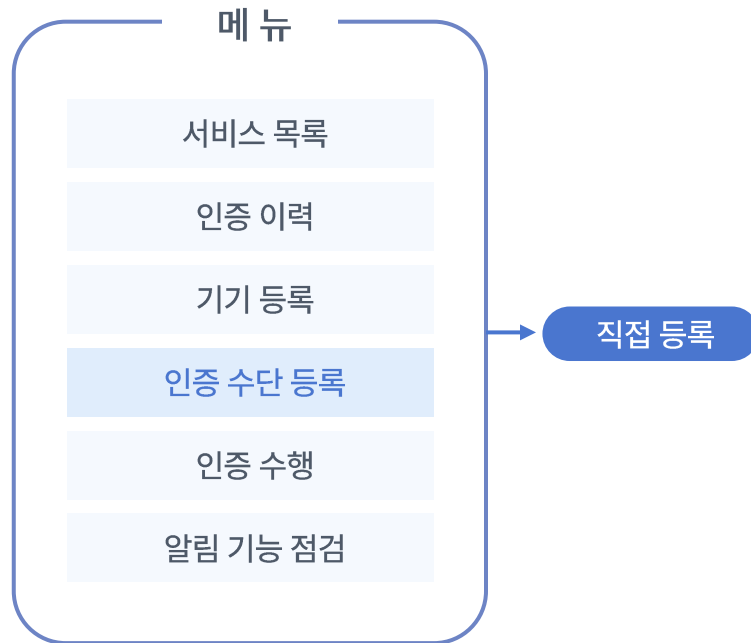 메뉴
서비스 목록
인증 이력
기기 등록
인증 수단 등록
인증 수행
알림 기능 점검
직접 등록